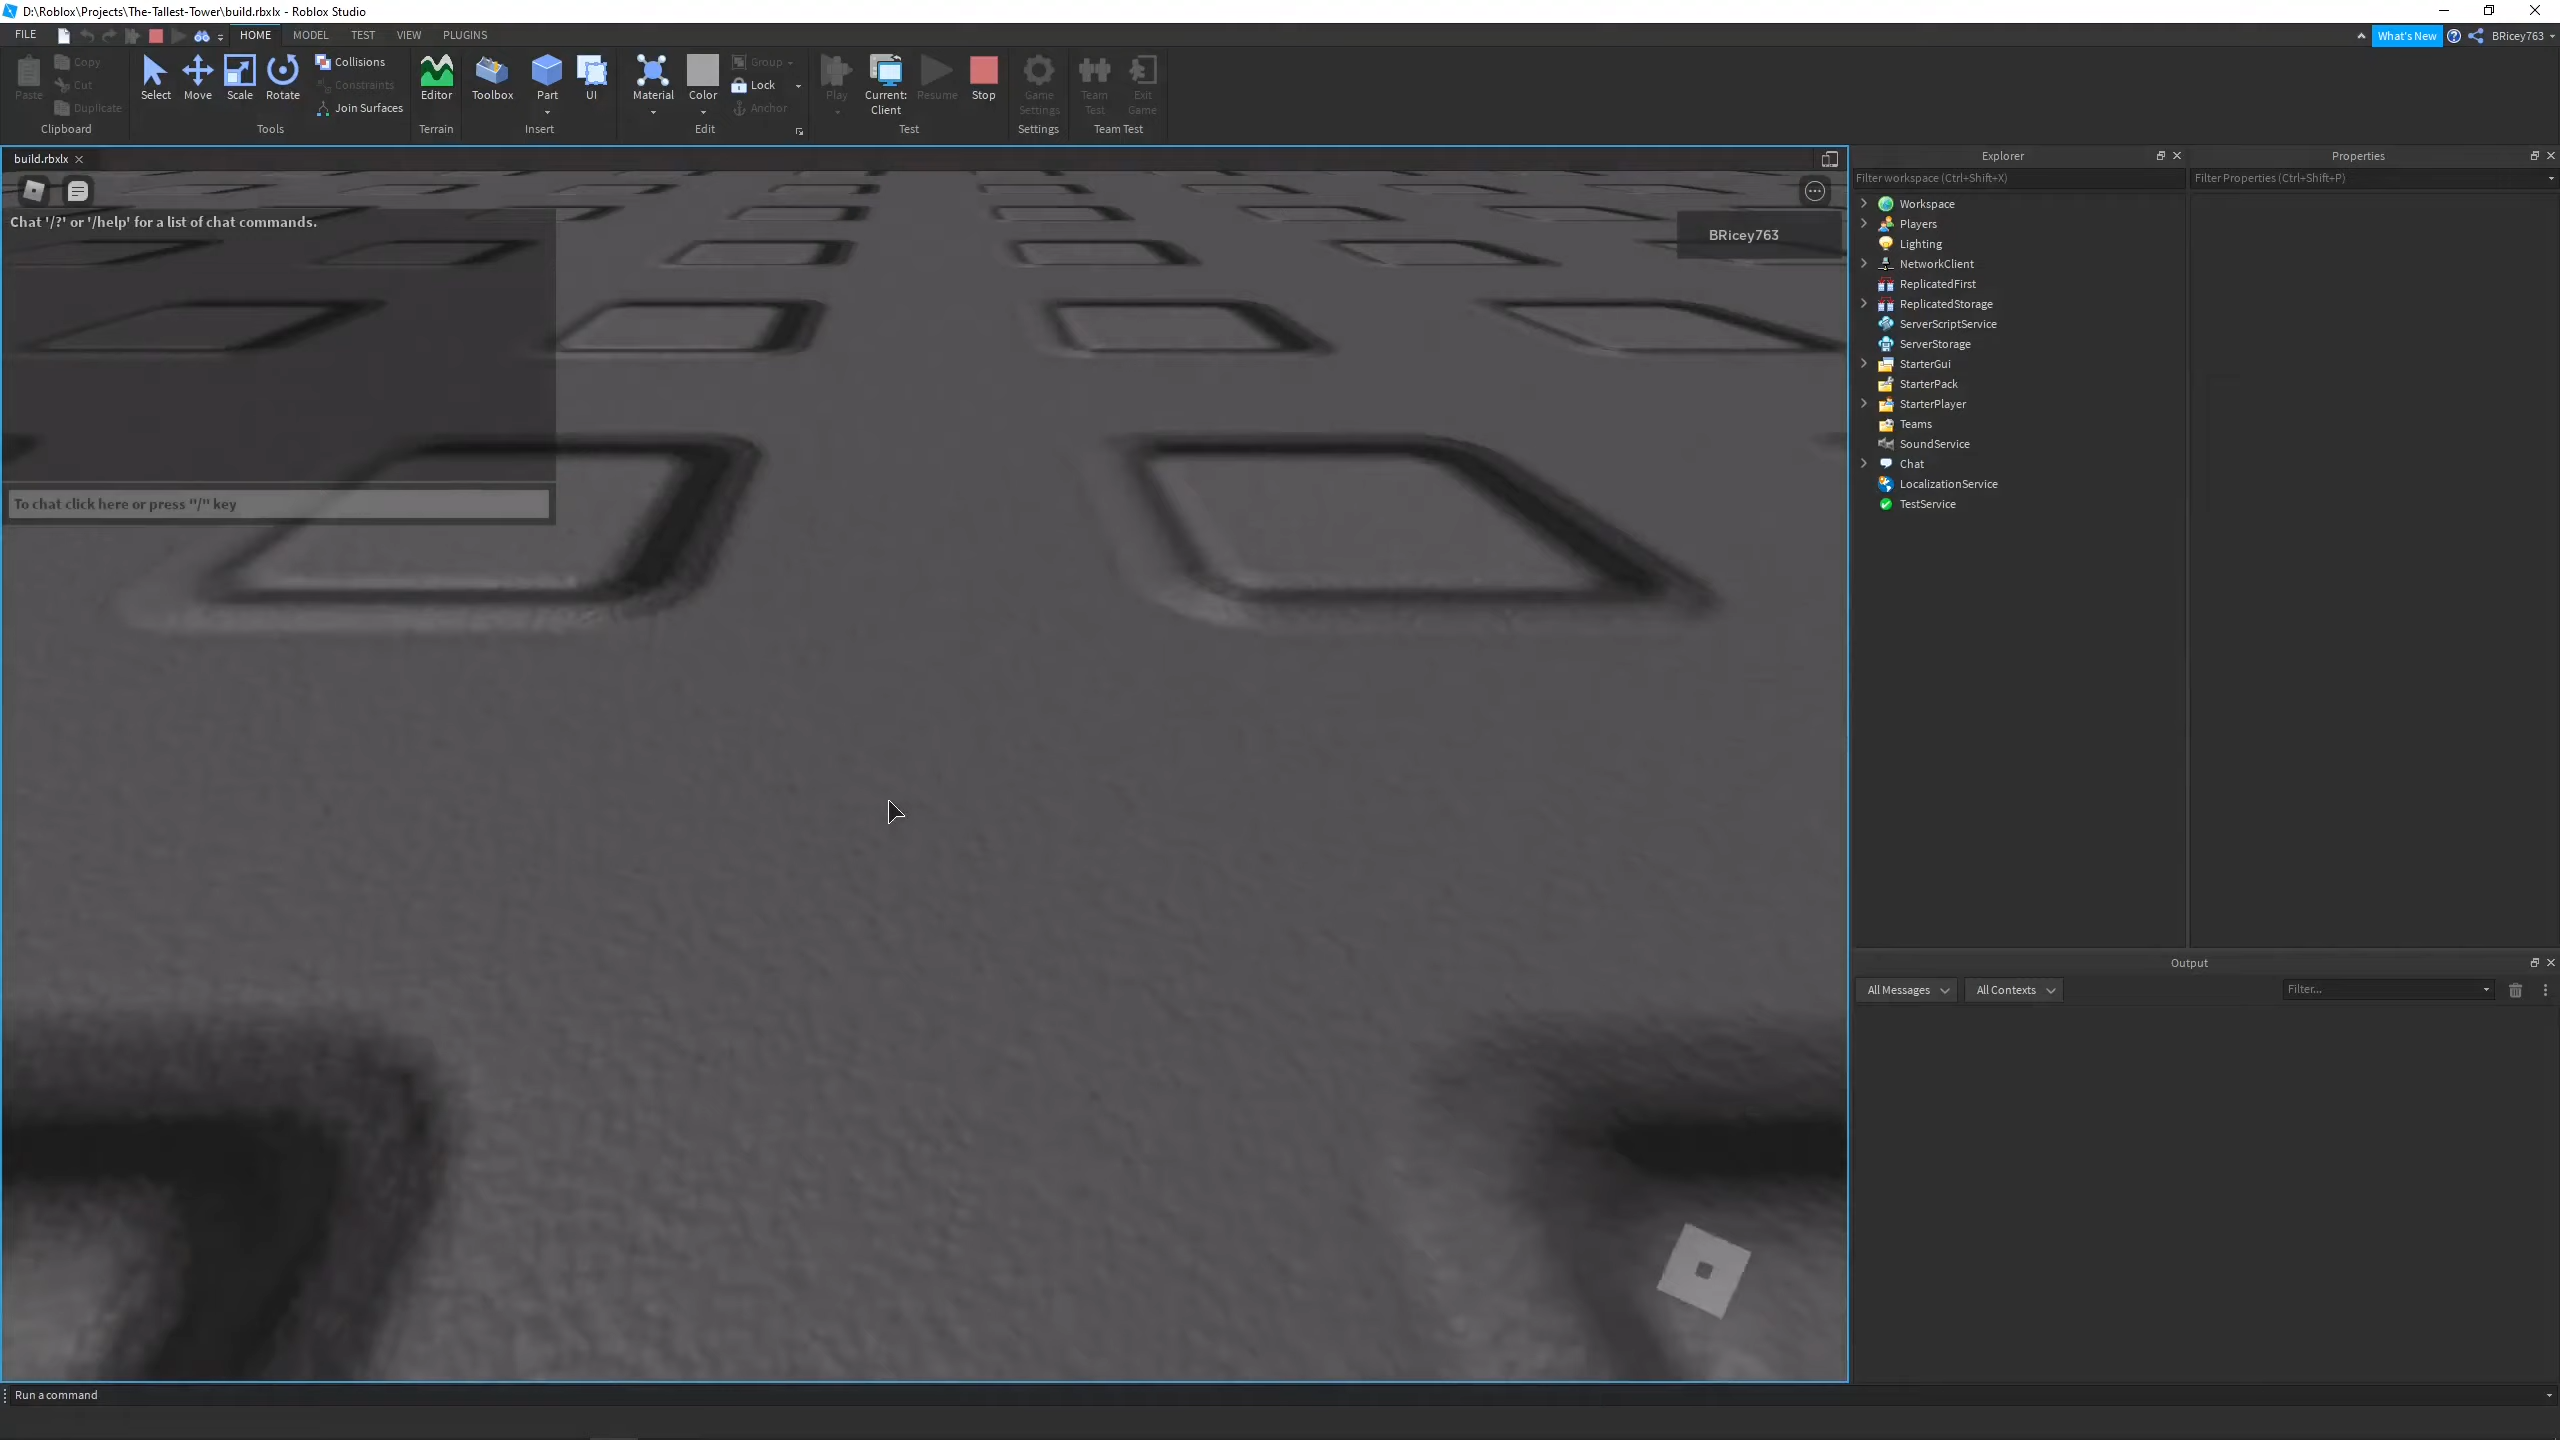 D:\Roblox\Projects\The-Tallest-Tower\build.rbxlx - Roblox Studio
FILE
HOME
MODEL
TEST
VIEW
PLUGINS
What's New
BRicey763
Paste
Copy
Cut
Duplicate
Clipboard
Select
Move
Scale
Rotate
Collisions
Constraints
Join Surfaces
Tools
Editor
Terrain
Toolbox
Part
UI
Insert
Material
Color
Group
Lock
Anchor
Edit
Play
Current:
Client
Resume
Stop
Test
Game
Settings
Settings
Team
Test
Exit
Game
Team Test
build.rbxlx
Chat '/?' or '/help' for a list of chat commands.
To chat click here or press "/" key
BRicey763
Explorer
Filter workspace (Ctrl+Shift+X)
Workspace
Players
Lighting
NetworkClient
ReplicatedFirst
ReplicatedStorage
ServerScriptService
ServerStorage
StarterGui
StarterPack
StarterPlayer
Teams
SoundService
Chat
LocalizationService
TestService
Properties
Filter Properties (Ctrl+Shift+P)
Output
All Messages
All Contexts
Filter...
Run a command